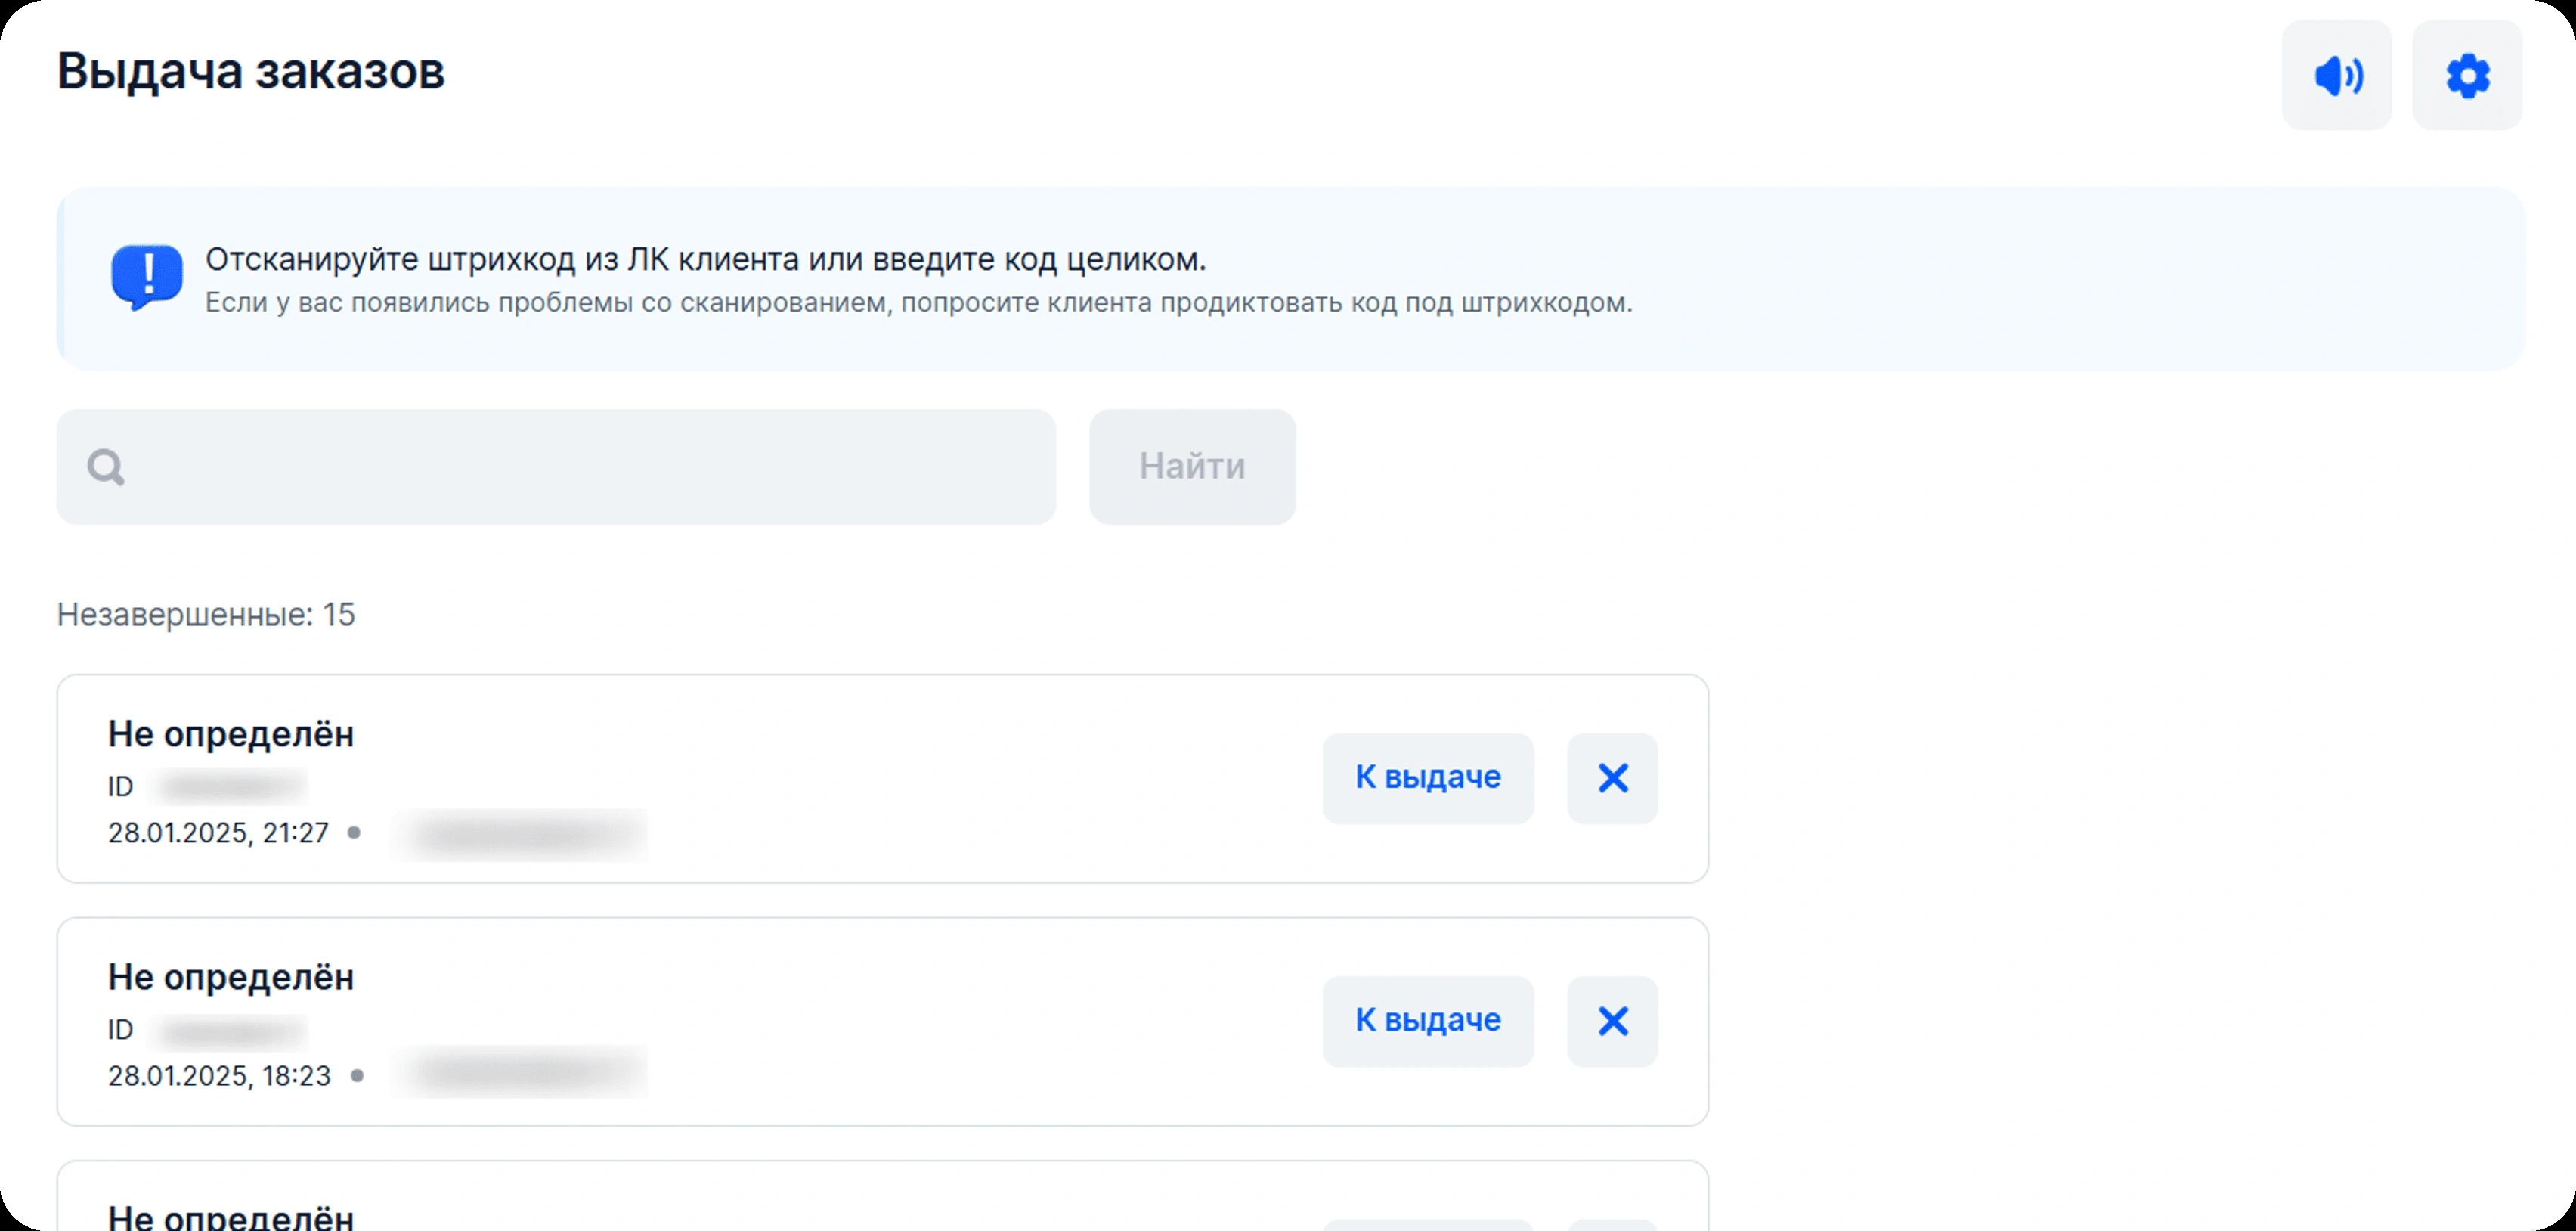 Выдача заказов
Отсканируйте штрихкод из ЛК клиента или введите код целиком.
Если у вас появились проблемы со сканированием, попросите клиента продиктовать код под штрихкодом.
Найти
Незавершенные: 15
Не определён
ID
28.01.2025, 21:27
К выдаче
Не определён
ID
28.01.2025, 18:23
К выдаче
Не определён